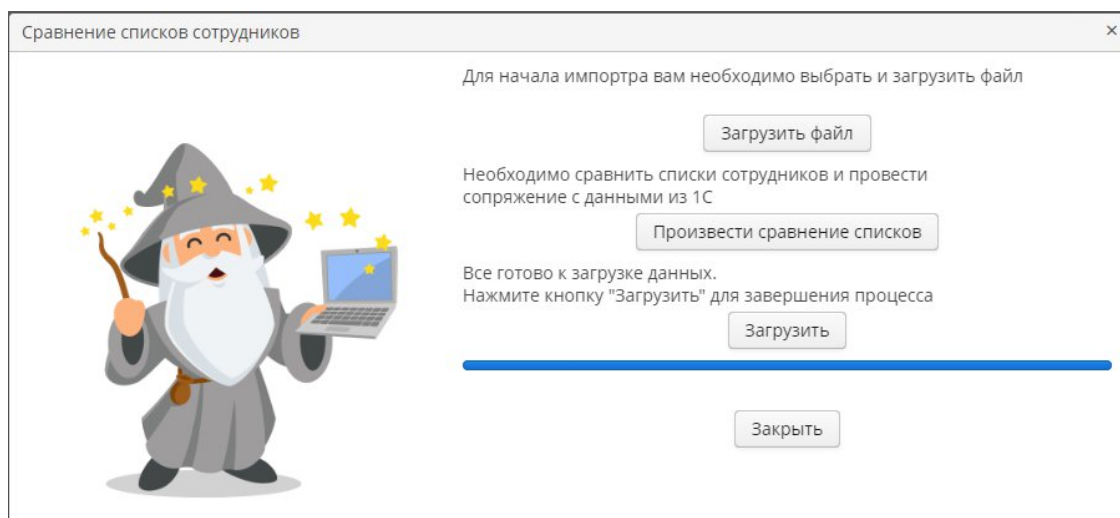 Сравнение списков сотрудников
×
Для начала импортра вам необходимо выбрать и загрузить файл
Загрузить файл
Необходимо сравнить списки сотрудников и провести
сопряжение с данными из 1С
Произвести сравнение списков
Все готово к загрузке данных.
Нажмите кнопку "Загрузить" для завершения процесса
Загрузить
Закрыть